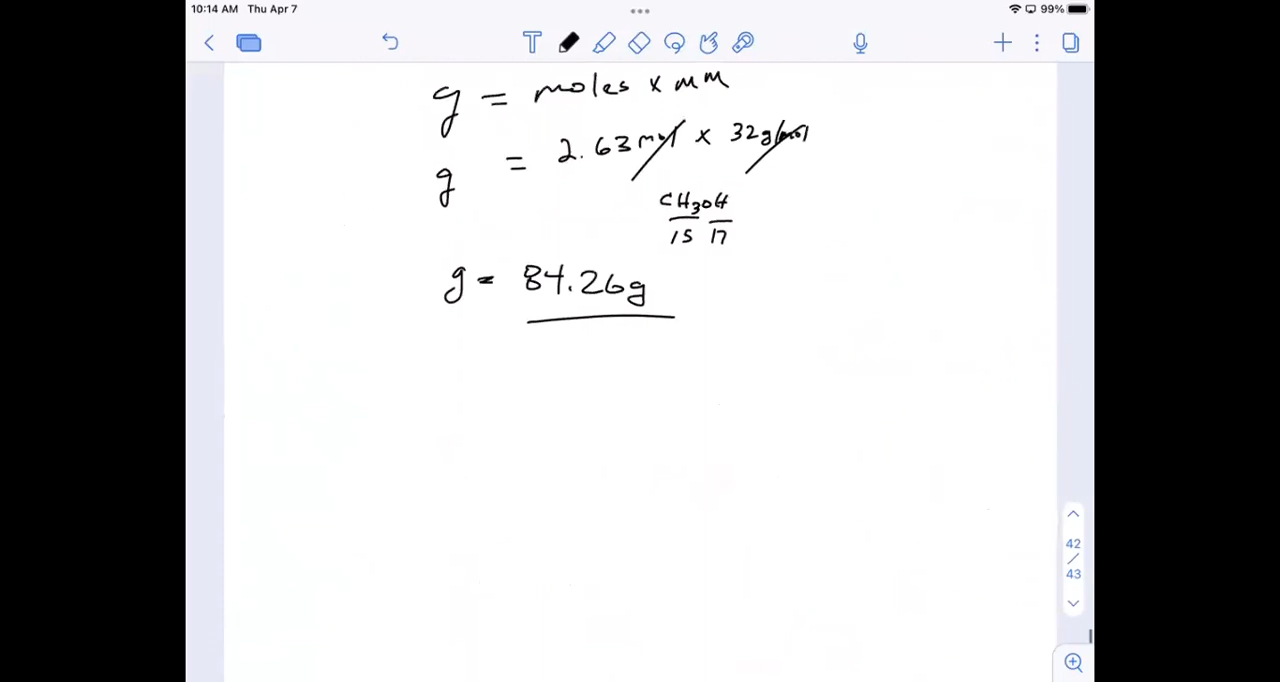 10:14 AM Thu Apr 7
99%
g = moles x MM
g = 2.63 mol x 32g/mol
CH3OH
15 17
g = 84.26g
42
/
43